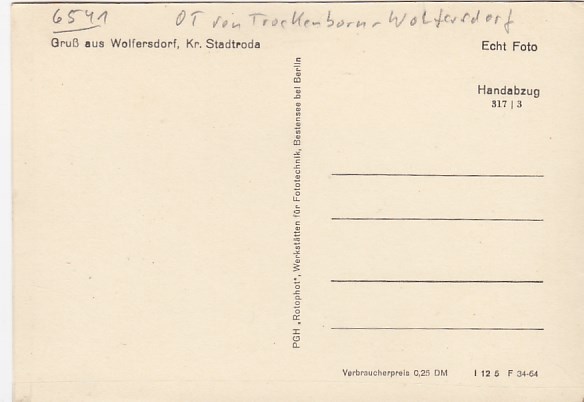 6541 OT von Trockenborn-Wolfersdorf
Gruß aus Wolfersdorf, Kr. Stadtroda
Echt Foto
Handabzug
317 | 3
PGH „Rotophot“, Werkstätten für Fototechnik, Bestensee bei Berlin
Verbraucherpreis 0,25 DM I 12 5 F 34-64